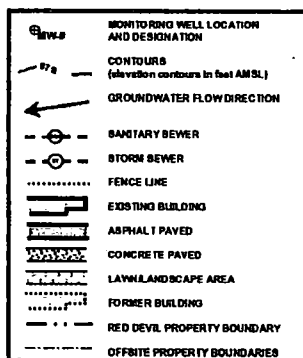 MW-8
MONITORING WELL LOCATION
AND DESIGNATION
CONTOURS
(elevation contours in feet AMSL)
GROUNDWATER FLOW DIRECTION
SANITARY SEWER
STORM SEWER
FENCE LINE
EXISTING BUILDING
ASPHALT PAVED
CONCRETE PAVED
LAWN/LANDSCAPE AREA
FORMER BUILDING
RED DEVIL PROPERTY BOUNDARY
OFFSITE PROPERTY BOUNDARIES